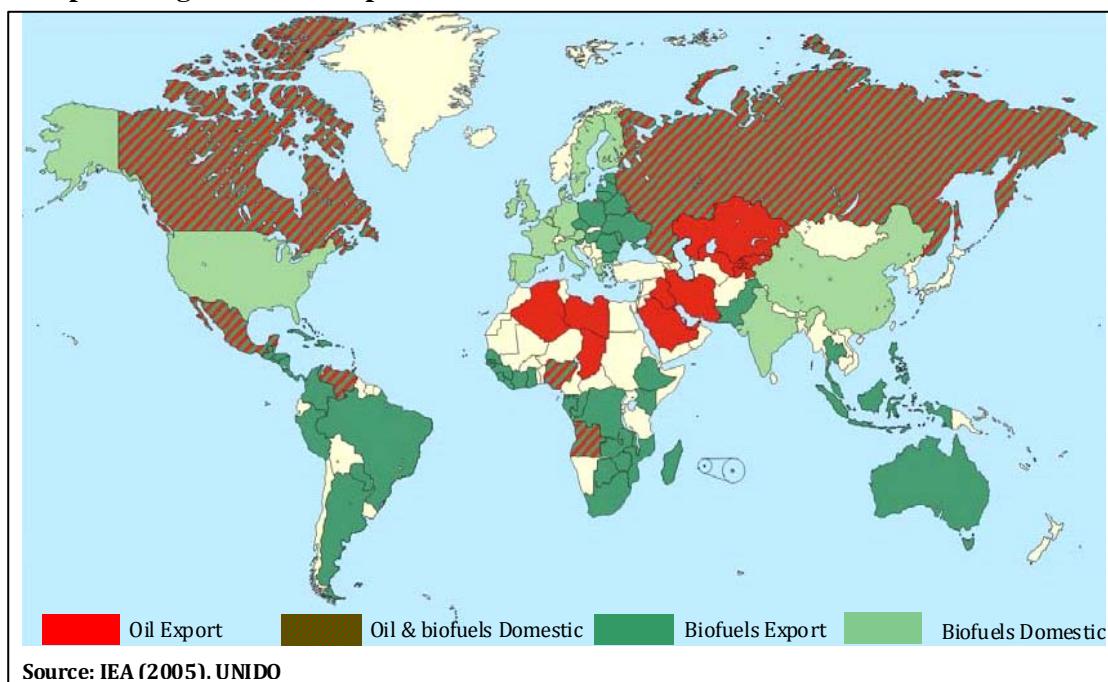 Oil Export
Oil & biofuels Domestic
Biofuels Export
Biofuels Domestic
Source: IEA (2005). UNIDO